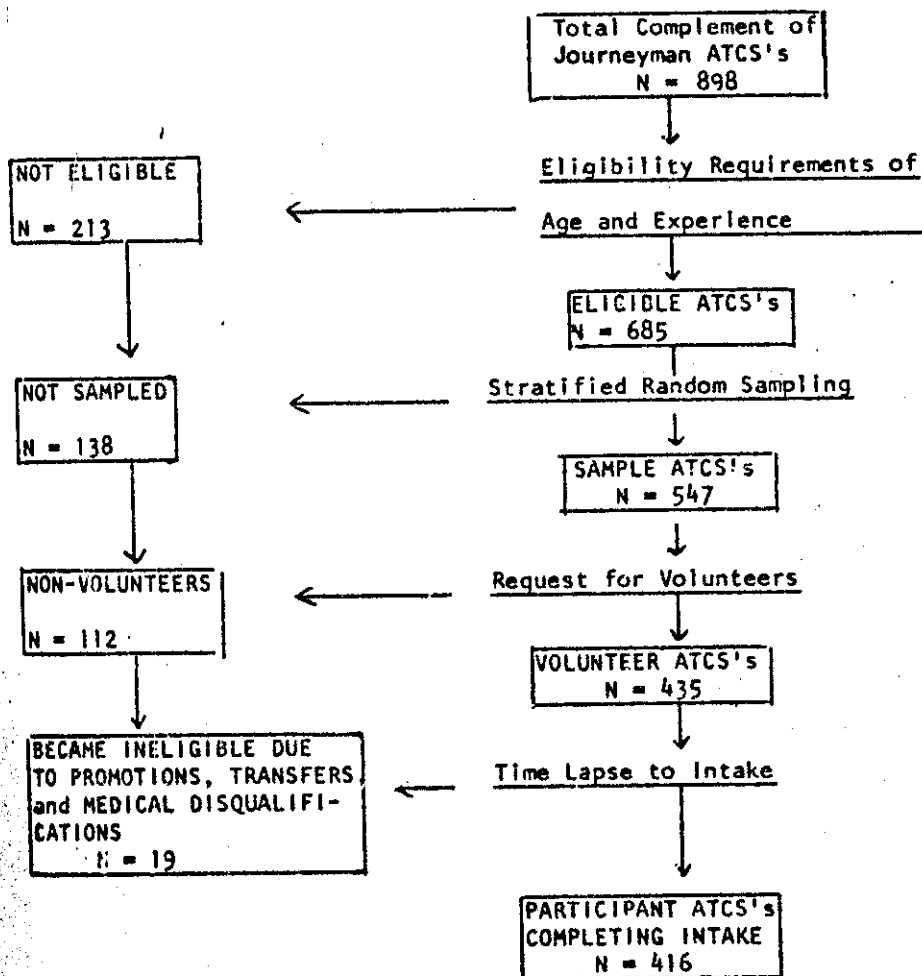 Total Complement of
Journeyman ATCS's
N = 898
Eligibility Requirements of
Age and Experience
NOT ELIGIBLE
N = 213
ELICIBLE ATCS's
N = 685
Stratified Random Sampling
NOT SAMPLED
N = 138
SAMPLE ATCS's
N = 547
Request for Volunteers
NON-VOLUNTEERS
N = 112
VOLUNTEER ATCS's
N = 435
Time Lapse to Intake
BECAME INELIGIBLE DUE
TO PROMOTIONS, TRANSFERS
and MEDICAL DISQUALIFI-
CATIONS
N = 19
PARTICIPANT ATCS's
COMPLETING INTAKE
N = 416